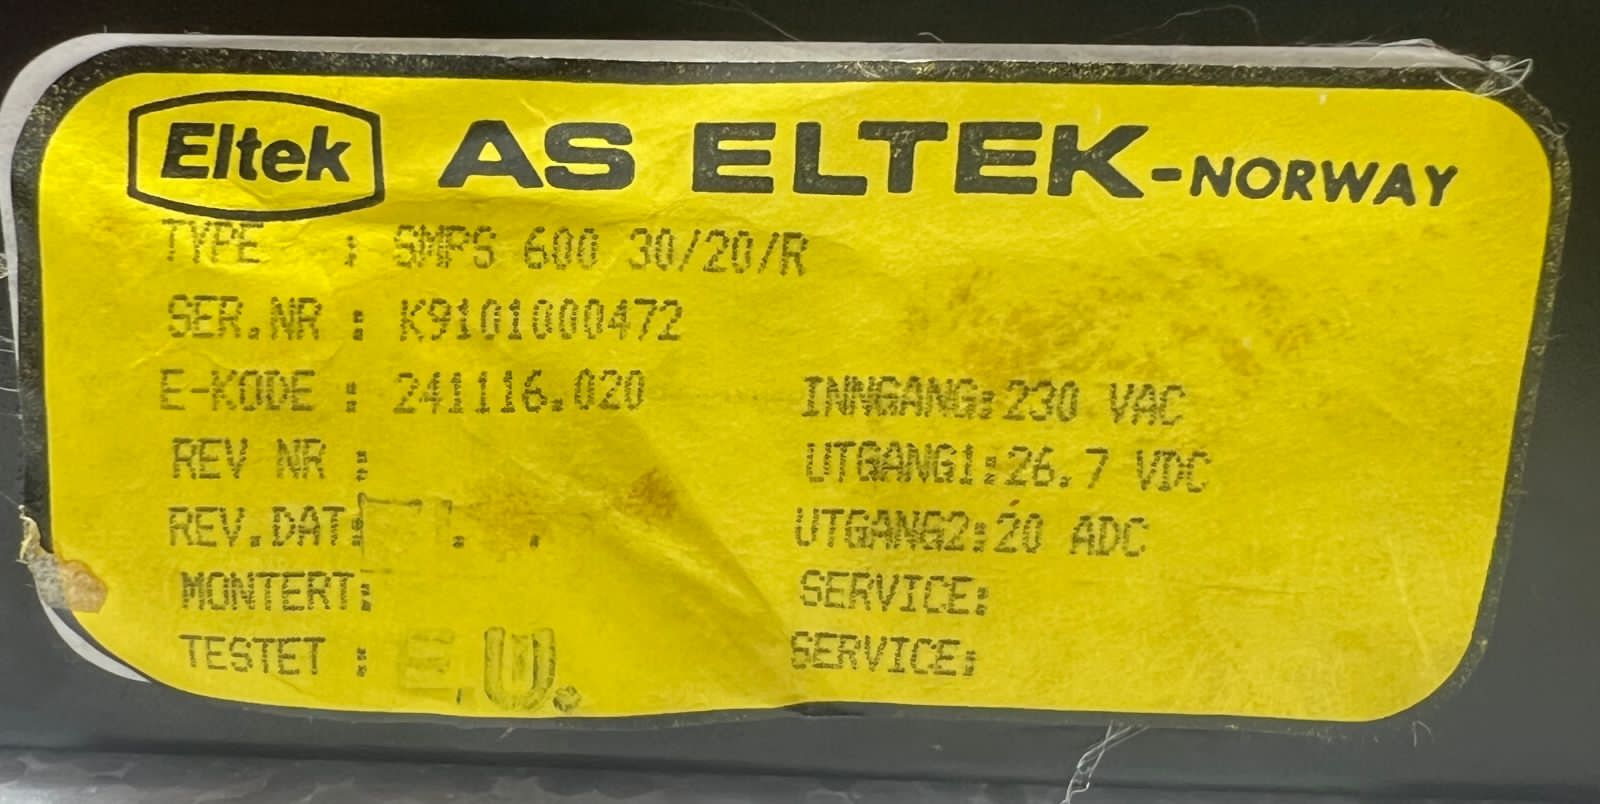 Eltek AS ELTEK-NORWAY
TYPE : SMPS 600 30/20/R
SER.NR : K9101000472
E-KODE : 241116.020 INNGANG:230 VAC
REV NR : UTGANG1:26.7 VDC
REV.DAT: UTGANG2:20 ADC
MONTERT: SERVICE:
TESTET : E.U. SERVICE: